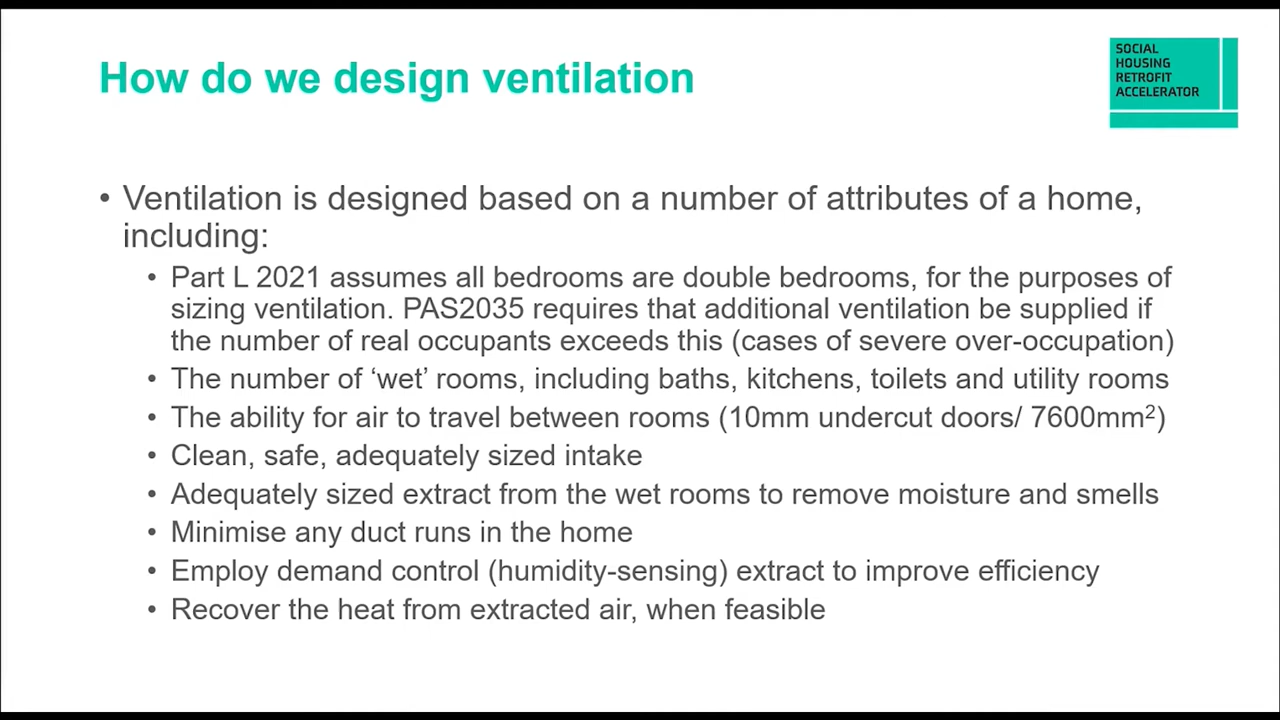 How do we design ventilation
SOCIAL
HOUSING
RETROFIT
ACCELERATOR
• Ventilation is designed based on a number of attributes of a home,
including:
• Part L 2021 assumes all bedrooms are double bedrooms, for the purposes of
sizing ventilation. PAS2035 requires that additional ventilation be supplied if
the number of real occupants exceeds this (cases of severe over-occupation)
• The number of ‘wet’ rooms, including baths, kitchens, toilets and utility rooms
• The ability for air to travel between rooms (10mm undercut doors/ 7600mm²)
• Clean, safe, adequately sized intake
• Adequately sized extract from the wet rooms to remove moisture and smells
• Minimise any duct runs in the home
• Employ demand control (humidity-sensing) extract to improve efficiency
• Recover the heat from extracted air, when feasible